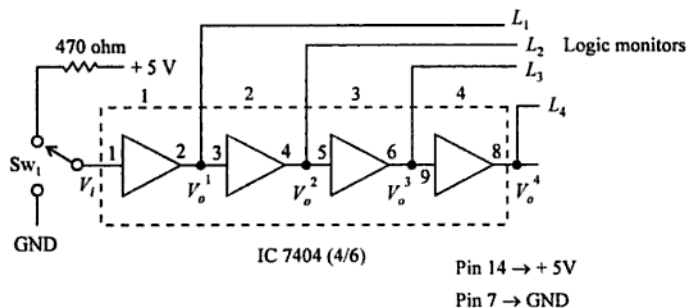 L₁
470 ohm
L₂ Logic monitors
+ 5 V
L₃
1 2 3 4
L₄
Sw₁
1 2 3 4 5 6 9 8
Vᵢ Vₒ¹ Vₒ² Vₒ³ Vₒ⁴
GND
IC 7404 (4/6)
Pin 14 → + 5V
Pin 7 → GND